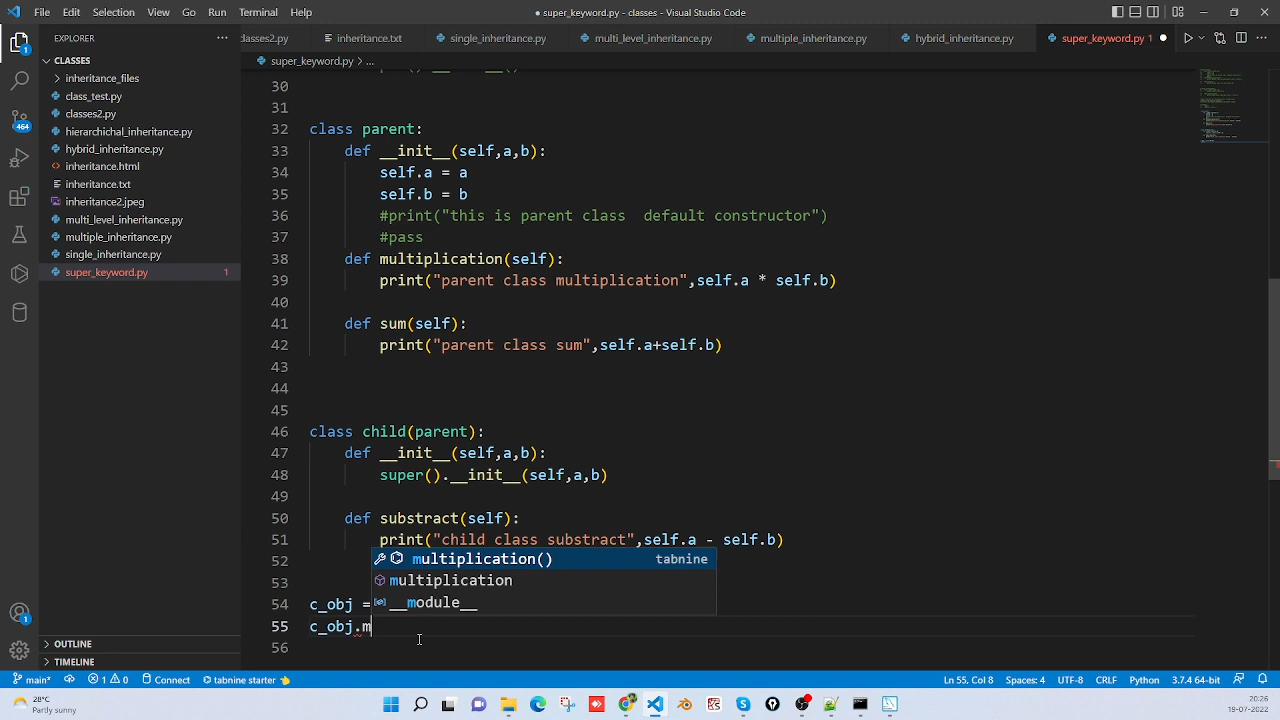 File Edit Selection View Go Run Terminal Help
● super_keyword.py - classes - Visual Studio Code
EXPLORER
classes2.py inheritance.txt single_inheritance.py multi_level_inheritance.py multiple_inheritance.py hybrid_inheritance.py super_keyword.py 1
CLASSES
super_keyword.py > ...
inheritance_files
class_test.py
classes2.py
hirarchichal_inheritance.py
hybrid_inheritance.py
inheritance.html
inheritance.txt
inheritance2.jpeg
multi_level_inheritance.py
multiple_inheritance.py
single_inheritance.py
super_keyword.py 1
464
1
1
OUTLINE
TIMELINE
30
31
32 class parent:
33 def __init__(self,a,b):
34 self.a = a
35 self.b = b
36 #print("this is parent class  default constructor")
37 #pass
38 def multiplication(self):
39 print("parent class multiplication",self.a * self.b)
40
41 def sum(self):
42 print("parent class sum",self.a+self.b)
43
44
45
46 class child(parent):
47 def __init__(self,a,b):
48 super().__init__(self,a,b)
49
50 def substract(self):
51 print("child class substract",self.a - self.b)
52
53
54 c_obj =
55 c_obj.m
56
multiplication() tabnine
multiplication
__module__
main* 1 0 Connect tabnine starter 👈 Ln 55, Col 8 Spaces: 4 UTF-8 CRLF Python 3.7.4 64-bit
28°C
Partly sunny
20:26
19-07-2022